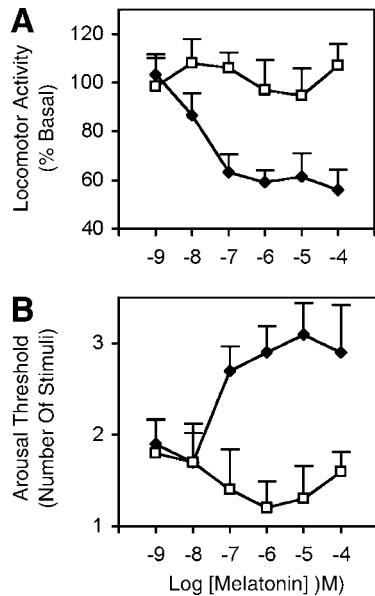 A
Locomotor Activity
(% Basal)
120
100
80
60
40
-9 -8 -7 -6 -5 -4
B
Arousal Threshold
(Number Of Stimuli)
3
2
1
-9 -8 -7 -6 -5 -4
Log [Melatonin] )M)